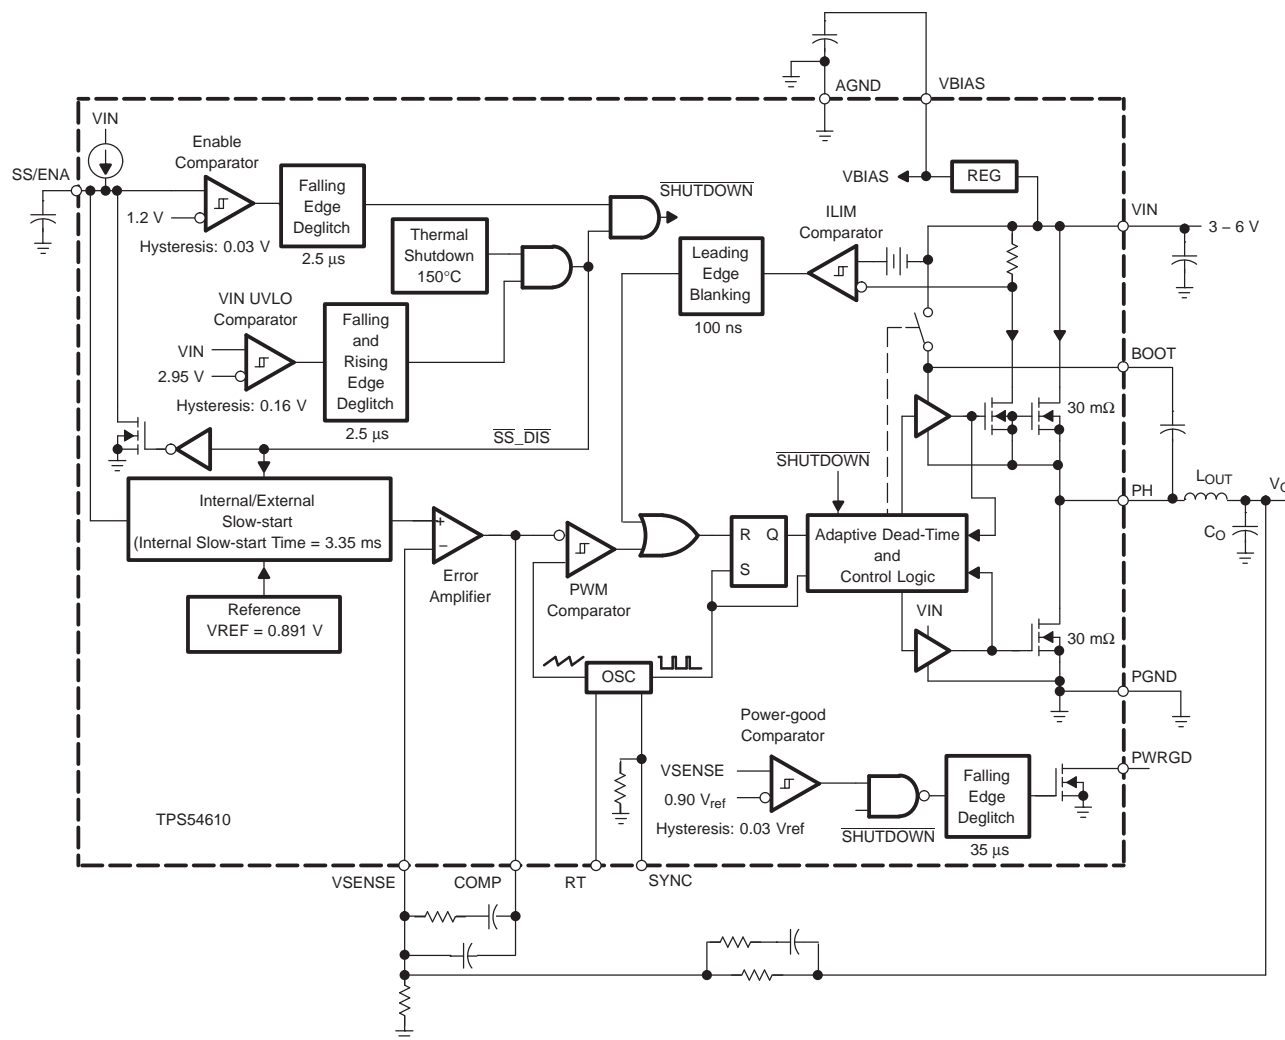 AGND
VBIAS
VIN
Enable
Comparator
SS/ENA
1.2 V
Hysteresis: 0.03 V
Falling
Edge
Deglitch
2.5 µs
SHUTDOWN
VBIAS
REG
VIN
3 – 6 V
Thermal
Shutdown
150°C
ILIM
Comparator
Leading
Edge
Blanking
100 ns
VIN UVLO
Comparator
VIN
2.95 V
Hysteresis: 0.16 V
Falling
and
Rising
Edge
Deglitch
2.5 µs
SS_DIS
BOOT
30 mΩ
SHUTDOWN
PH
LOUT
CO
Internal/External
Slow-start
(Internal Slow-start Time = 3.35 ms
+
−
Error
Amplifier
PWM
Comparator
R Q
S
Adaptive Dead-Time
and
Control Logic
Reference
VREF = 0.891 V
VIN
30 mΩ
OSC
PGND
Power-good
Comparator
VSENSE
0.90 Vref
Hysteresis: 0.03 Vref
SHUTDOWN
Falling
Edge
Deglitch
35 µs
PWRGD
TPS54610
VSENSE
COMP
RT
SYNC